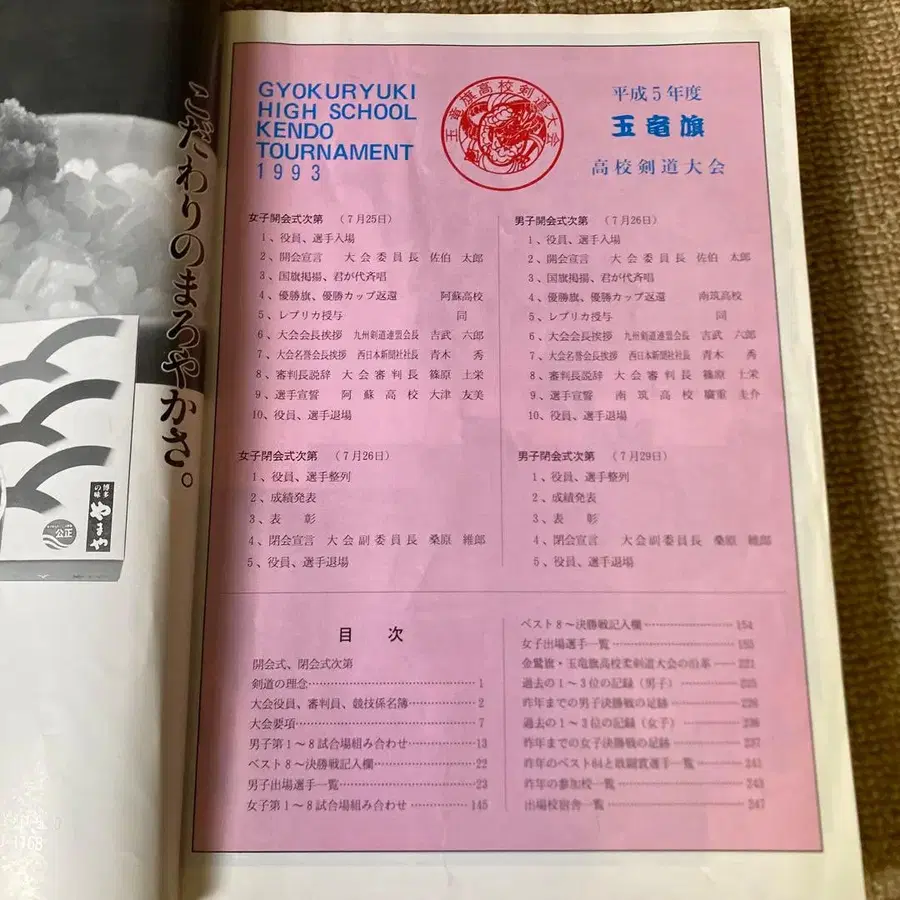 こだわりのまろやかさ。
博多の味
やまや
公正
GYOKURYUKI
HIGH SCHOOL
KENDO
TOURNAMENT
1993
玉竜旗高校剣道大会
平成5年度
玉竜旗
高校剣道大会
女子開会式次第 (7月25日)
1、役員、選手入場
2、開会宣言 大会委員長 佐伯 太郎
3、国旗掲揚、君が代斉唱
4、優勝旗、優勝カップ返還 阿蘇高校
5、レプリカ授与 同
6、大会会長挨拶 九州剣道連盟会長 吉武 六郎
7、大会名誉会長挨拶 西日本新聞社社長 青木 秀
8、審判長説辞 大会審判長 篠原 士栄
9、選手宣誓 阿蘇高校 大津 友美
10、役員、選手退場
男子開会式次第 (7月26日)
1、役員、選手入場
2、開会宣言 大会委員長 佐伯 太郎
3、国旗掲揚、君が代斉唱
4、優勝旗、優勝カップ返還 南筑高校
5、レプリカ授与 同
6、大会会長挨拶 九州剣道連盟会長 吉武 六郎
7、大会名誉会長挨拶 西日本新聞社社長 青木 秀
8、審判長説辞 大会審判長 篠原 士栄
9、選手宣誓 南筑高校 廣重 圭介
10、役員、選手退場
女子閉会式次第 (7月26日)
1、役員、選手整列
2、成績発表
3、表 彰
4、閉会宣言 大会副委員長 桑原 維郎
5、役員、選手退場
男子閉会式次第 (7月29日)
1、役員、選手整列
2、成績発表
3、表 彰
4、閉会宣言 大会副委員長 桑原 維郎
5、役員、選手退場
目 次
開会式、閉会式次第
剣道の理念……1
大会役員、審判員、競技係名簿……2
大会要項……7
男子第1~8試合場組み合わせ……13
ベスト8~決勝戦記入欄……22
男子出場選手一覧……23
女子第1~8試合場組み合わせ……145
ベスト8~決勝戦記入欄……154
女子出場選手一覧……155
金鷲旗・玉竜旗高校柔剣道大会の沿革……221
過去の1~3位の記録(男子)……225
昨年までの男子決勝戦の足跡……226
過去の1~3位の記録(女子)……236
昨年までの女子決勝戦の足跡……237
昨年のベスト64と敢闘賞選手一覧……241
昨年の参加校一覧……243
出場校宿舎一覧……247